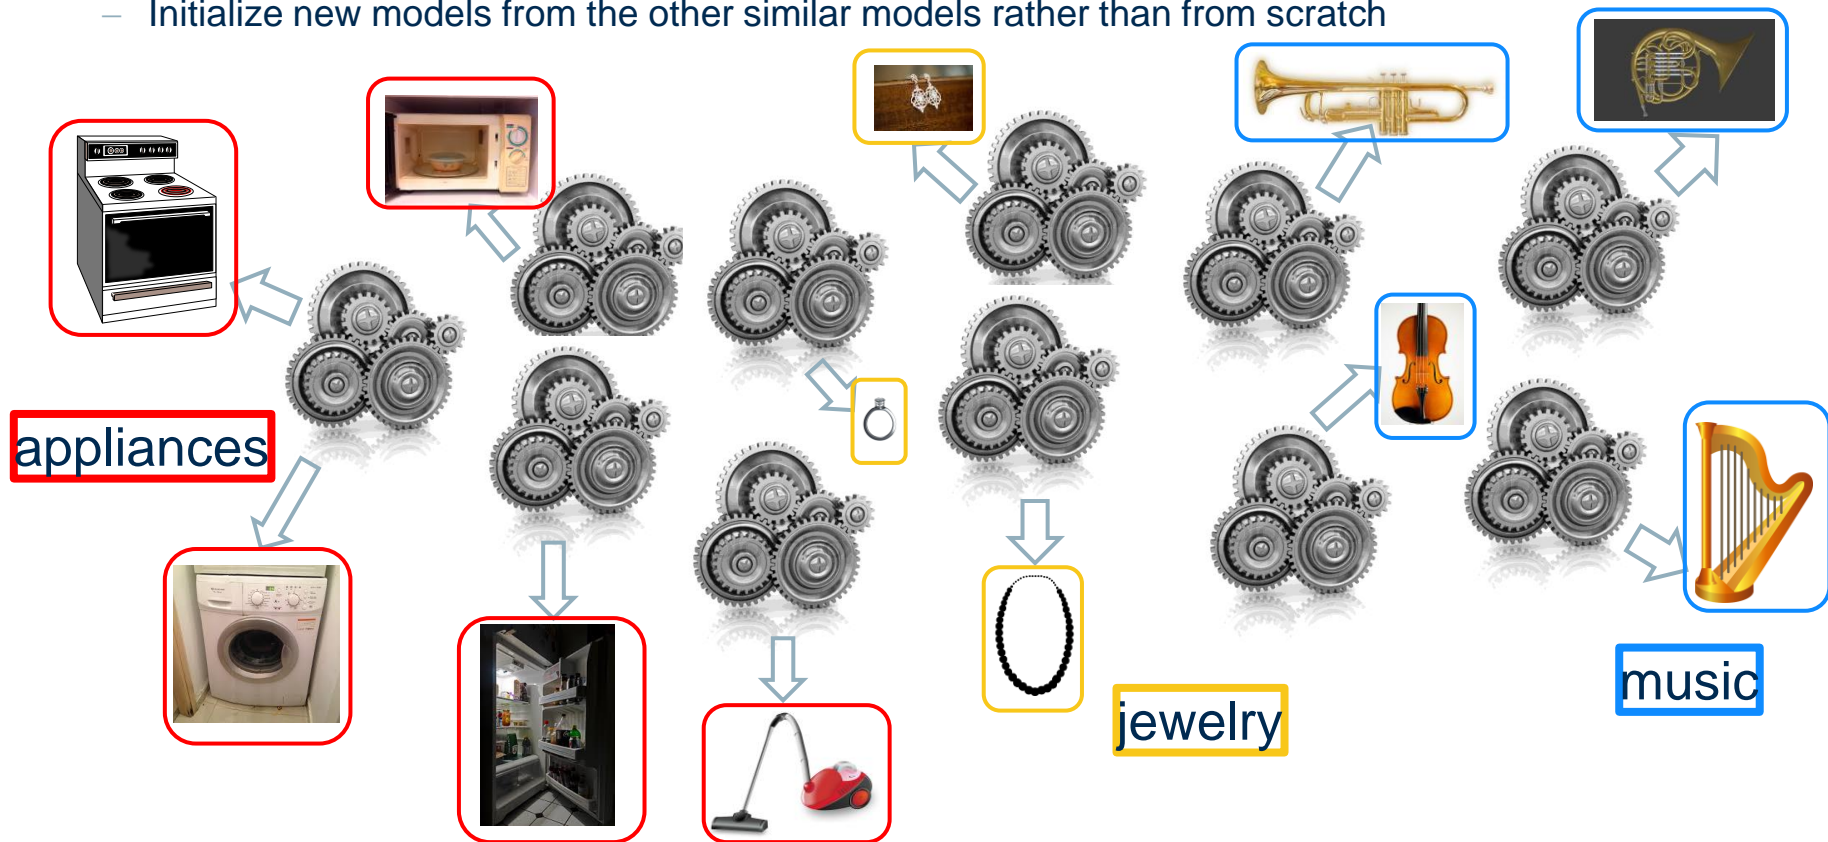 – Initialize new models from the other similar models rather than from scratch
appliances
jewelry
music